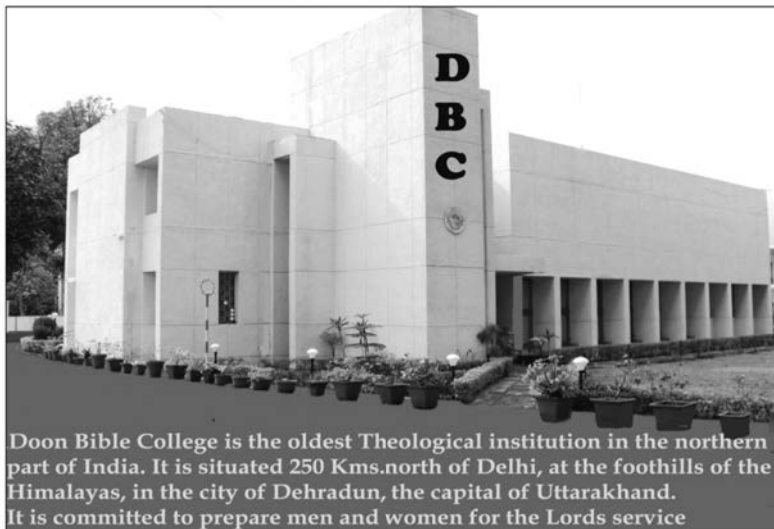 D
B
C
Doon Bible College is the oldest Theological institution in the northern
part of India. It is situated 250 Kms.north of Delhi, at the foothills of the
Himalayas, in the city of Dehradun, the capital of Uttarakhand.
It is committed to prepare men and women for the Lords service